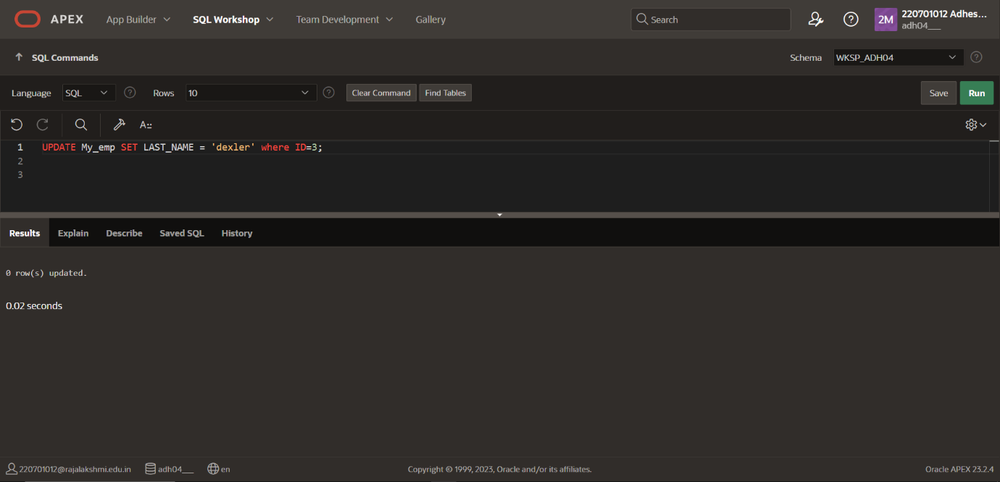 APEX App Builder SQL Workshop Team Development Gallery Search 2M 220701012 Adhes...
adh04___
SQL Commands Schema WKSP_ADH04
Language SQL Rows 10 Clear Command Find Tables Save Run
A::
1 UPDATE My_emp SET LAST_NAME = 'dexler' where ID=3;
2
3
Results Explain Describe Saved SQL History
0 row(s) updated.
0.02 seconds
220701012@rajalakshmi.edu.in adh04___ en Copyright © 1999, 2023, Oracle and/or its affiliates. Oracle APEX 23.2.4